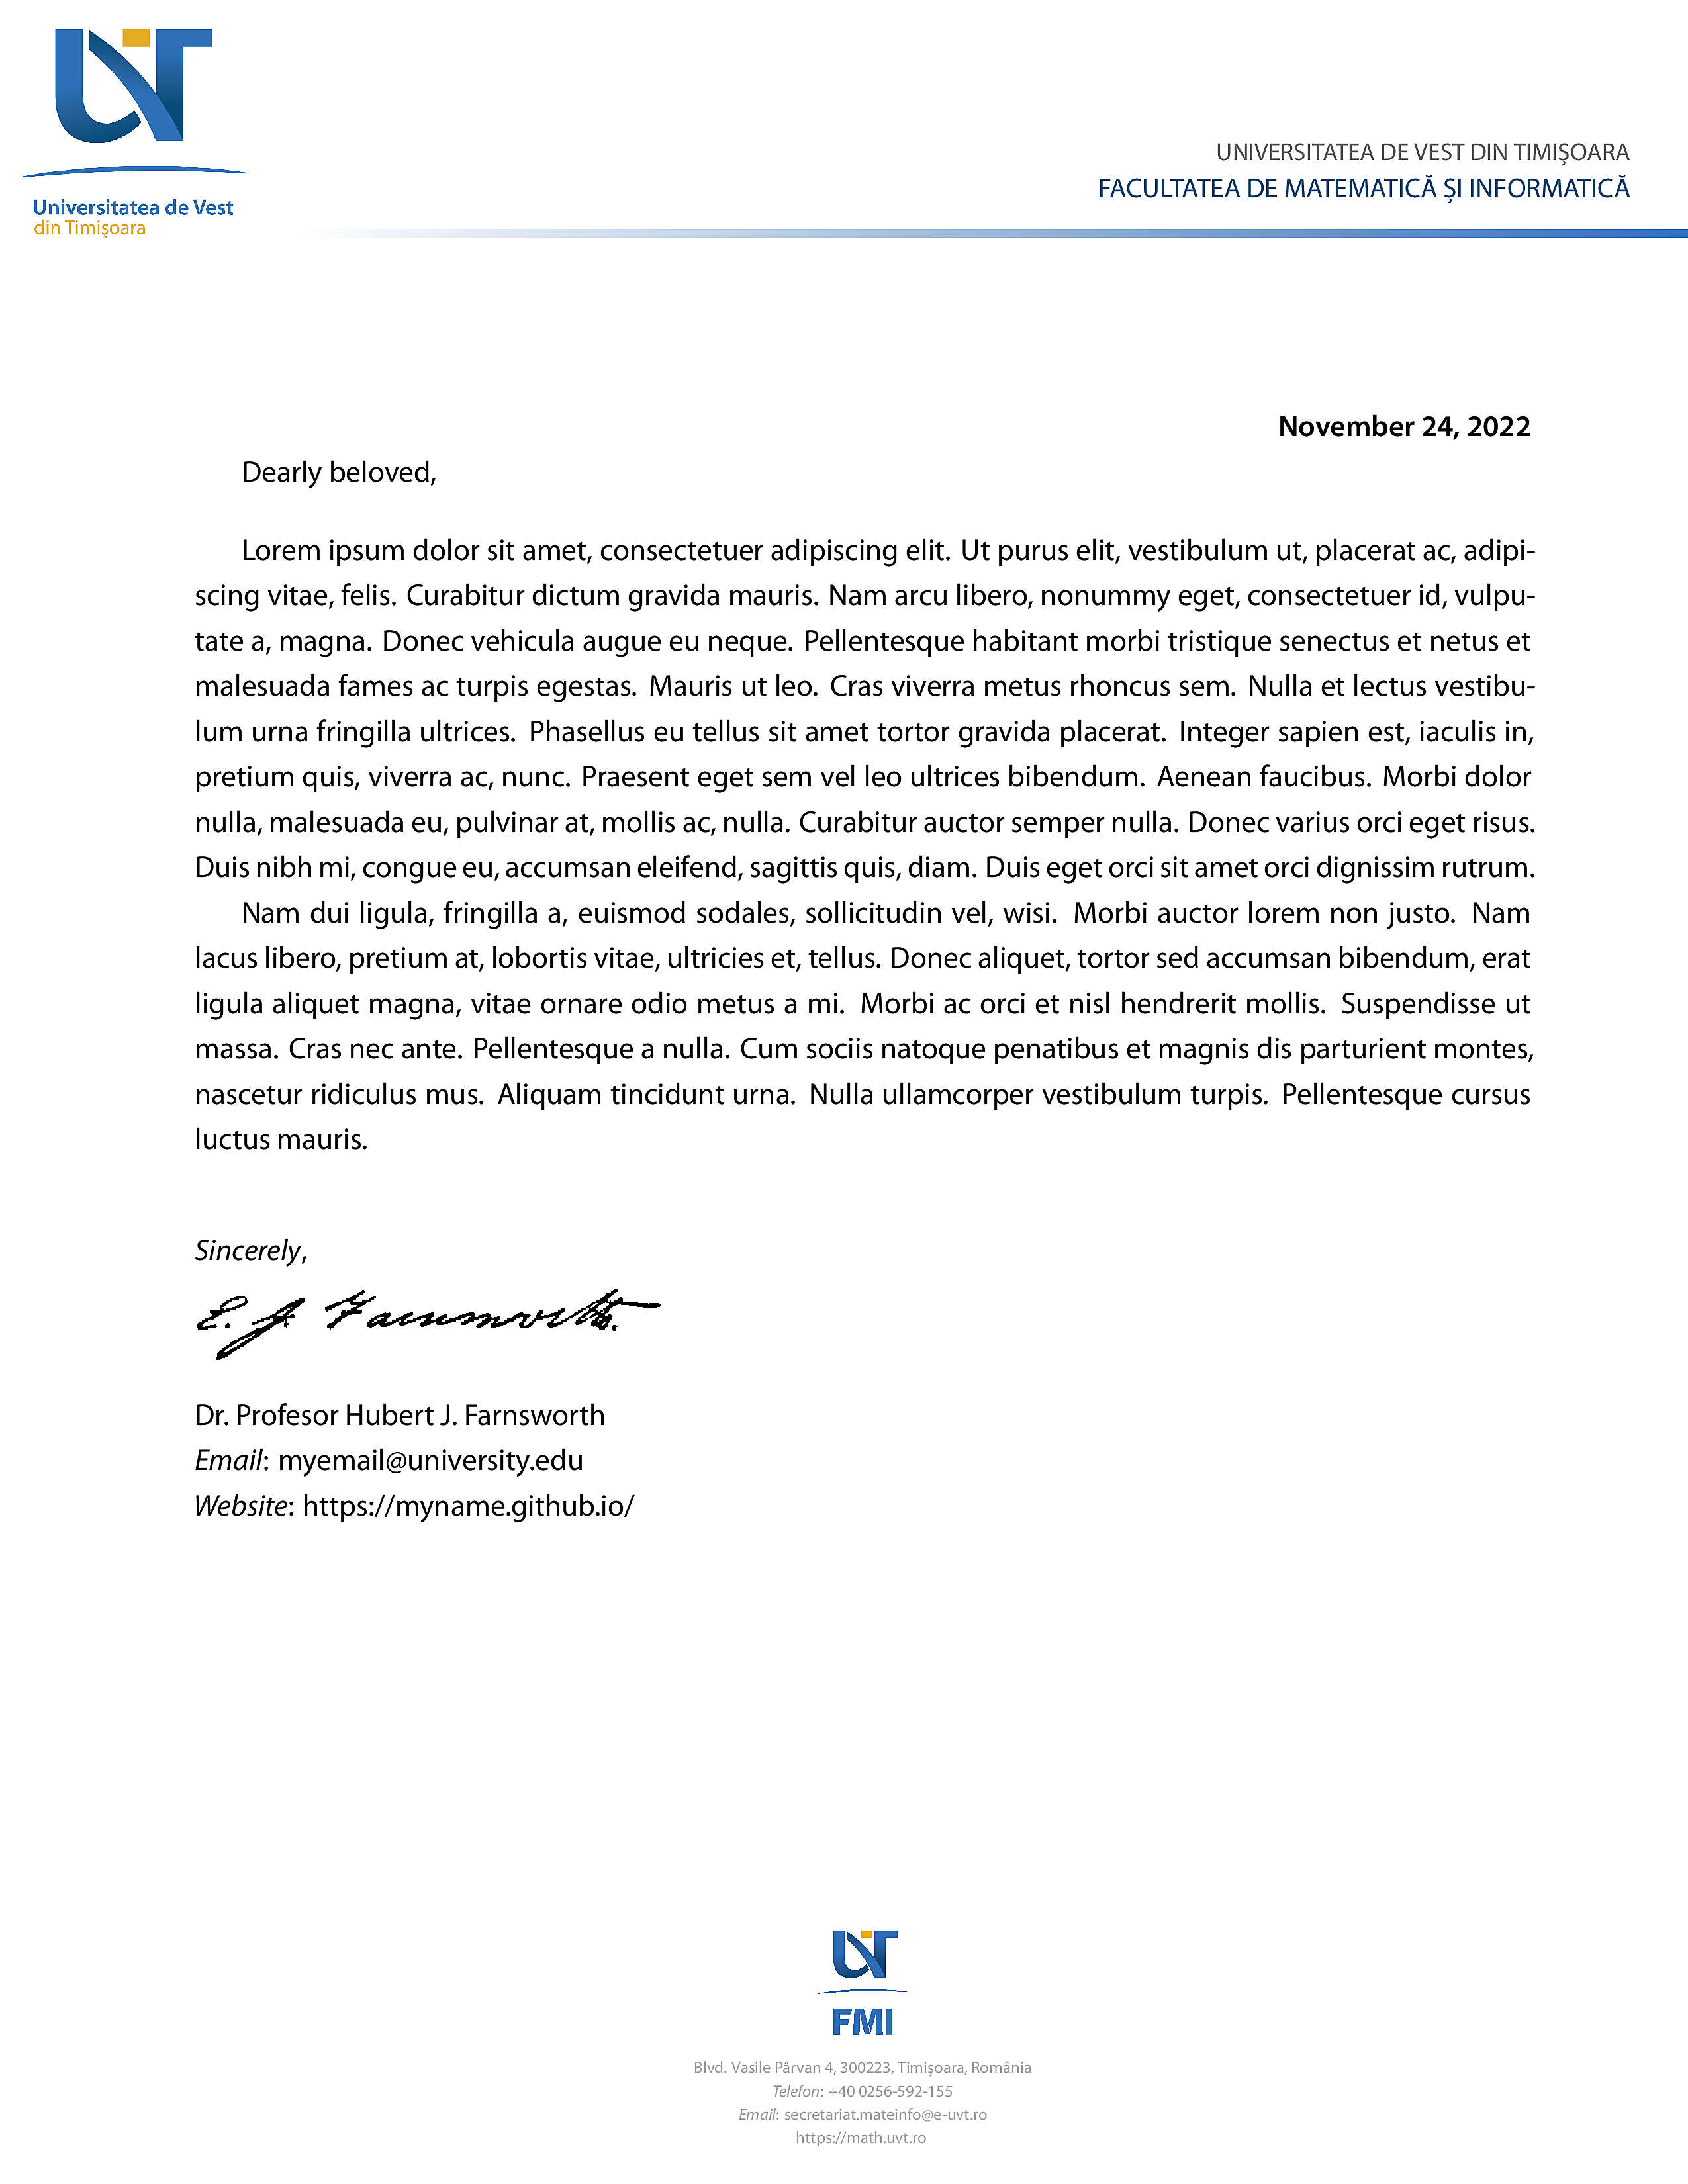 UVT
Universitatea de Vest
din Timişoara
UNIVERSITATEA DE VEST DIN TIMIȘOARA
FACULTATEA DE MATEMATICĂ ȘI INFORMATICĂ
November 24, 2022
Dearly beloved,
Lorem ipsum dolor sit amet, consectetuer adipiscing elit. Ut purus elit, vestibulum ut, placerat ac, adipi-
scing vitae, felis. Curabitur dictum gravida mauris. Nam arcu libero, nonummy eget, consectetuer id, vulpu-
tate a, magna. Donec vehicula augue eu neque. Pellentesque habitant morbi tristique senectus et netus et
malesuada fames ac turpis egestas. Mauris ut leo. Cras viverra metus rhoncus sem. Nulla et lectus vestibu-
lum urna fringilla ultrices. Phasellus eu tellus sit amet tortor gravida placerat. Integer sapien est, iaculis in,
pretium quis, viverra ac, nunc. Praesent eget sem vel leo ultrices bibendum. Aenean faucibus. Morbi dolor
nulla, malesuada eu, pulvinar at, mollis ac, nulla. Curabitur auctor semper nulla. Donec varius orci eget risus.
Duis nibh mi, congue eu, accumsan eleifend, sagittis quis, diam. Duis eget orci sit amet orci dignissim rutrum.
Nam dui ligula, fringilla a, euismod sodales, sollicitudin vel, wisi. Morbi auctor lorem non justo. Nam
lacus libero, pretium at, lobortis vitae, ultricies et, tellus. Donec aliquet, tortor sed accumsan bibendum, erat
ligula aliquet magna, vitae ornare odio metus a mi. Morbi ac orci et nisl hendrerit mollis. Suspendisse ut
massa. Cras nec ante. Pellentesque a nulla. Cum sociis natoque penatibus et magnis dis parturient montes,
nascetur ridiculus mus. Aliquam tincidunt urna. Nulla ullamcorper vestibulum turpis. Pellentesque cursus
luctus mauris.
Sincerely,
E. J. Farnsworth.
Dr. Profesor Hubert J. Farnsworth
Email: myemail@university.edu
Website: https://myname.github.io/
UVT
FMI
Blvd. Vasile Pârvan 4, 300223, Timișoara, România
Telefon: +40 0256-592-155
Email: secretariat.mateinfo@e-uvt.ro
https://math.uvt.ro